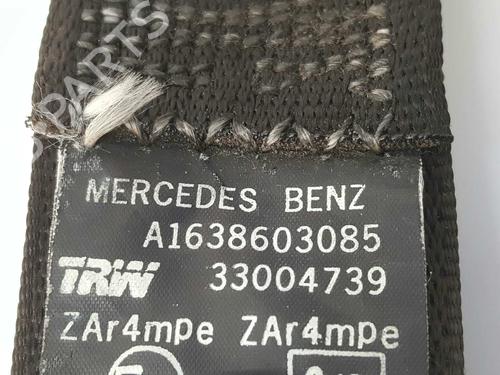 MERCEDES BENZ
A1638603085
TRW 33004739
ZAr4mpe ZAr4mpe